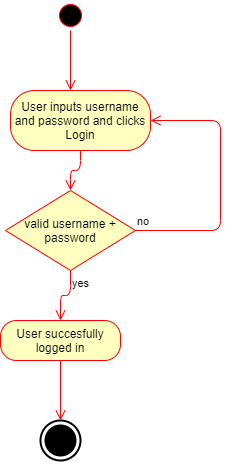 User inputs username
and password and clicks
Login
valid username +
password
no
yes
User succesfully
logged in